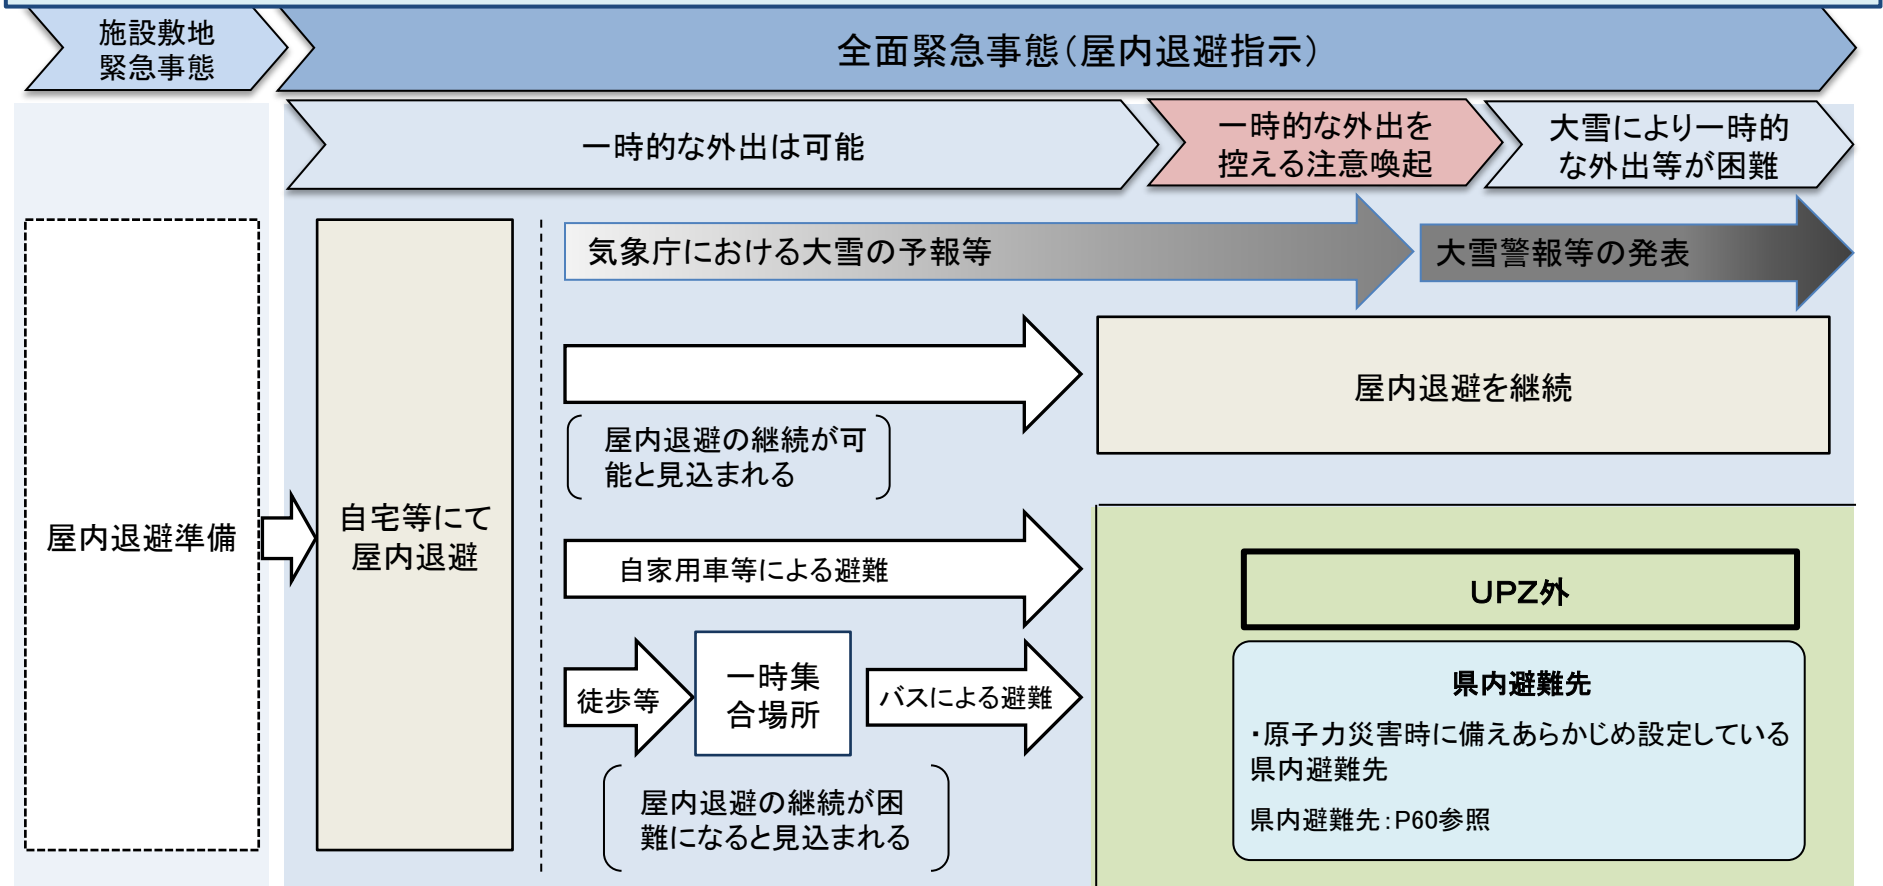 施設敷地
緊急事態
全面緊急事態（屋内退避指示）
一時的な外出は可能
一時的な外出を
控える注意喚起
大雪により一時的
な外出等が困難
気象庁における大雪の予報等
大雪警報等の発表
屋内退避準備
自宅等にて
屋内退避
屋内退避の継続が可
能と見込まれる
屋内退避を継続
自家用車等による避難
徒歩等
一時集
合場所
バスによる避難
屋内退避の継続が困
難になると見込まれる
UPZ外
県内避難先
・原子力災害時に備えあらかじめ設定している
県内避難先
県内避難先：P60参照